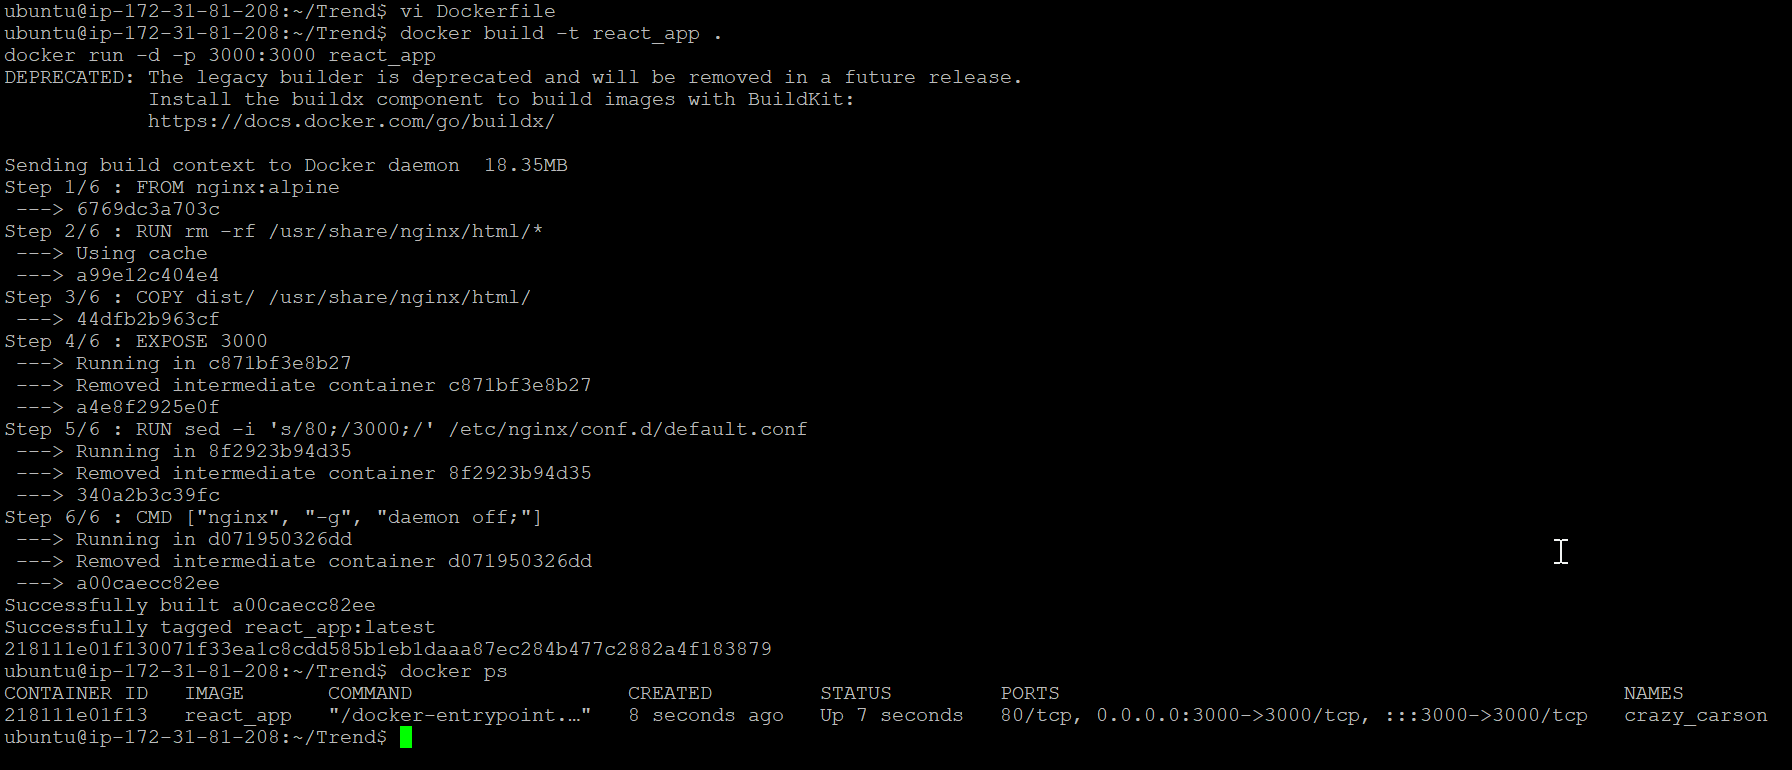 ubuntu@ip-172-31-81-208:~/Trend$ vi Dockerfile
ubuntu@ip-172-31-81-208:~/Trend$ docker build -t react_app .
docker run -d -p 3000:3000 react_app
DEPRECATED: The legacy builder is deprecated and will be removed in a future release.
            Install the buildx component to build images with BuildKit:
            https://docs.docker.com/go/buildx/

Sending build context to Docker daemon  18.35MB
Step 1/6 : FROM nginx:alpine
 ---> 6769dc3a703c
Step 2/6 : RUN rm -rf /usr/share/nginx/html/*
 ---> Using cache
 ---> a99e12c404e4
Step 3/6 : COPY dist/ /usr/share/nginx/html/
 ---> 44dfb2b963cf
Step 4/6 : EXPOSE 3000
 ---> Running in c871bf3e8b27
 ---> Removed intermediate container c871bf3e8b27
 ---> a4e8f2925e0f
Step 5/6 : RUN sed -i 's/80;/3000;/' /etc/nginx/conf.d/default.conf
 ---> Running in 8f2923b94d35
 ---> Removed intermediate container 8f2923b94d35
 ---> 340a2b3c39fc
Step 6/6 : CMD ["nginx", "-g", "daemon off;"]
 ---> Running in d071950326dd
 ---> Removed intermediate container d071950326dd
 ---> a00caecc82ee
Successfully built a00caecc82ee
Successfully tagged react_app:latest
218111e01f130071f33ea1c8cdd585b1eb1daaa87ec284b477c2882a4f183879
ubuntu@ip-172-31-81-208:~/Trend$ docker ps
CONTAINER ID   IMAGE       COMMAND                  CREATED         STATUS         PORTS                                               NAMES
218111e01f13   react_app   "/docker-entrypoint.…"   8 seconds ago   Up 7 seconds   80/tcp, 0.0.0.0:3000->3000/tcp, :::3000->3000/tcp   crazy_carson
ubuntu@ip-172-31-81-208:~/Trend$